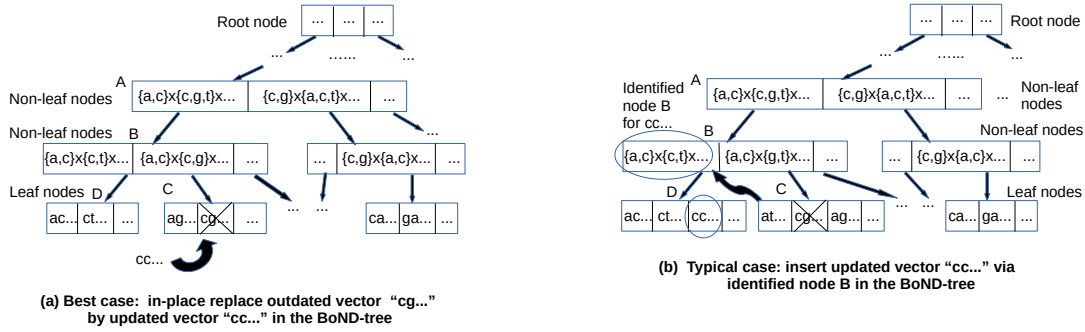 Root node
... ... ...
... ...... ...
A
Non-leaf nodes
{a,c}x{c,g,t}x... {c,g}x{a,c,t}x... ...
Non-leaf nodes
B
...
{a,c}x{c,t}x... {a,c}x{c,g}x... ...
... {c,g}x{a,c}x... ...
Leaf nodes
D
C
... ...
ac... ct... ...
ag... cg... ...
ca... ga... ...
cc...
(a) Best case: in-place replace outdated vector “cg...”
by updated vector “cc...” in the BoND-tree
Root node
... ... ...
... ...... ...
A
Identified
node B
for cc...
{a,c}x{c,g,t}x... {c,g}x{a,c,t}x... ...
Non-leaf
nodes
B
Non-leaf nodes
{a,c}x{c,t}x... {a,c}x{g,t}x... ...
... {c,g}x{a,c}x... ...
D
C
Leaf nodes
... ...
ac... ct... cc... ...
at... cg... ag... ...
ca... ga... ...
(b) Typical case: insert updated vector “cc...” via
identified node B in the BoND-tree